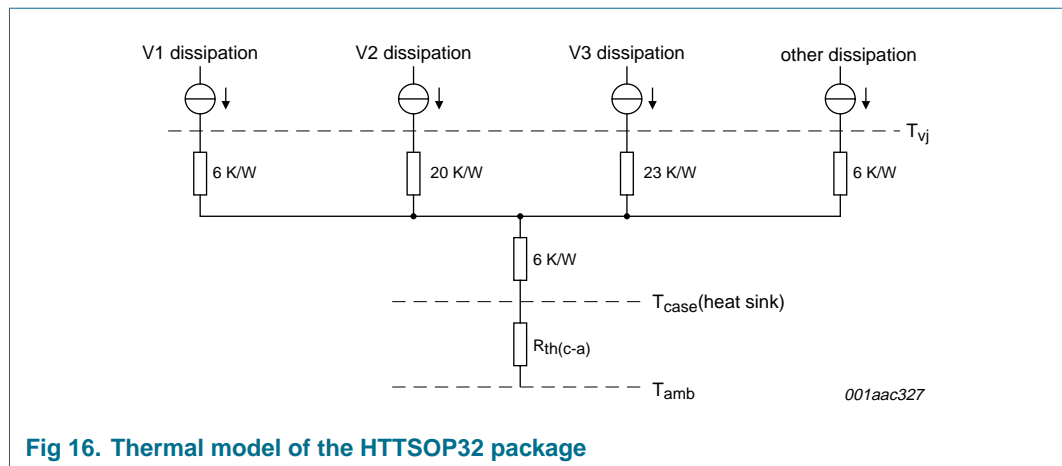 V1 dissipation V2 dissipation V3 dissipation other dissipation
Tvj
6 K/W 20 K/W 23 K/W 6 K/W
6 K/W
Tcase(heat sink)
Rth(c-a)
Tamb
001aac327
Fig 16. Thermal model of the HTTSOP32 package